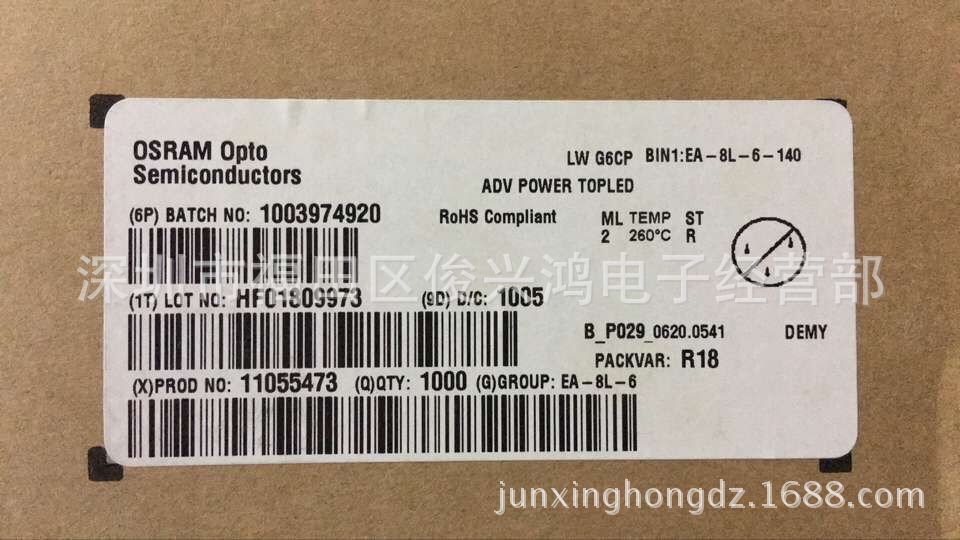 OSRAM Opto
Semiconductors
LW G6CP BIN1:EA-8L-6-140
ADV POWER TOPLED
(6P) BATCH NO: 1003974920
RoHS Compliant
ML TEMP ST
2 260°C R
深圳市福田区俊兴鸿电子经营部
(1T) LOT NO: HF01809973 (9D) D/C: 1005
B_P029_0620.0541 DEMY
PACKVAR: R18
(X)PROD NO: 11055473 (Q)QTY: 1000 (G)GROUP: EA-8L-6
junxinghongdz.1688.com